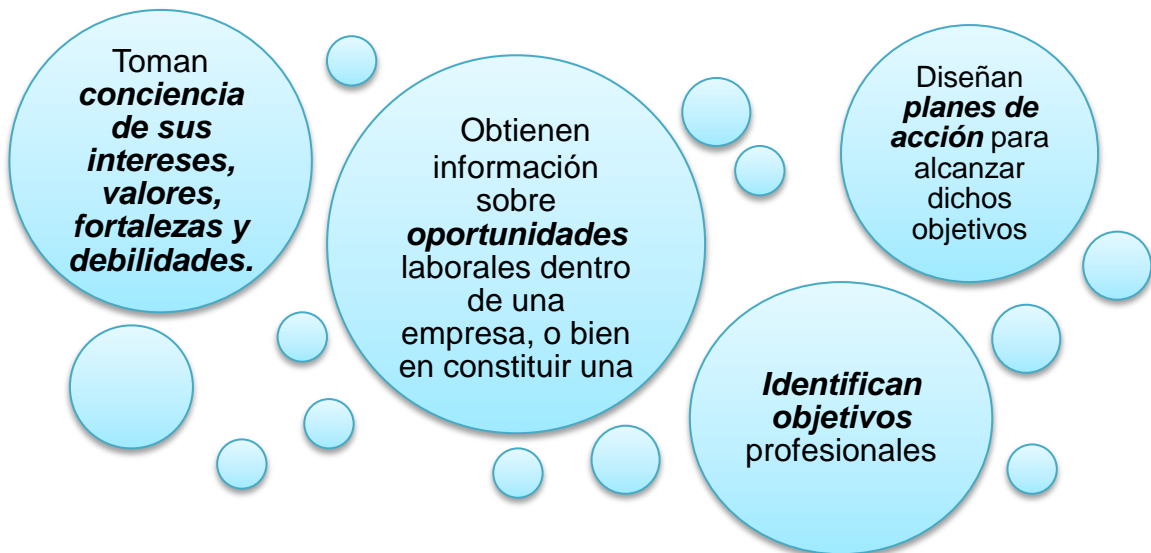 Toman
conciencia
de sus
intereses,
valores,
fortalezas y
debilidades.
Obtienen
información
sobre
oportunidades
laborales dentro
de una
empresa, o bien
en constituir una
Identifican
objetivos
profesionales
Diseñan
planes de
acción para
alcanzar
dichos
objetivos